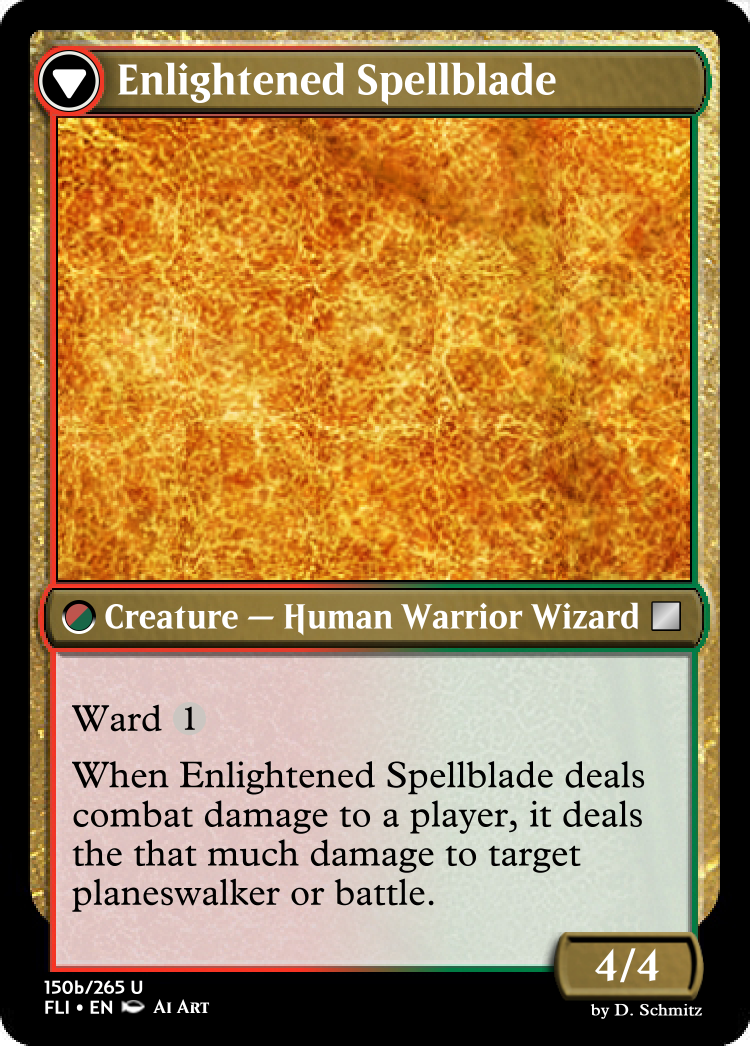 Enlightened Spellblade
Creature — Human Warrior Wizard
Ward 1
When Enlightened Spellblade deals
combat damage to a player, it deals
the that much damage to target
planeswalker or battle.
4/4
150b/265 U
FLI • EN AI ART
by D. Schmitz